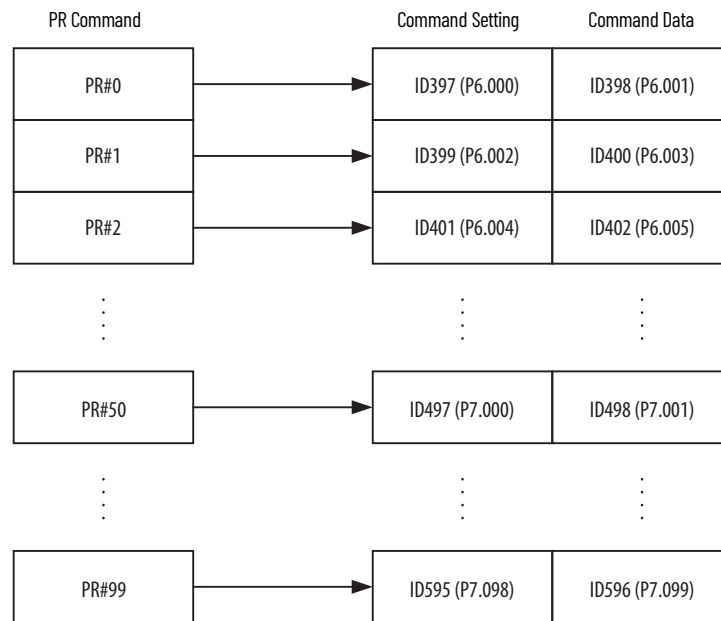 PR Command Command Setting Command Data
PR#0 ID397 (P6.000) ID398 (P6.001)
PR#1 ID399 (P6.002) ID400 (P6.003)
PR#2 ID401 (P6.004) ID402 (P6.005)
PR#50 ID497 (P7.000) ID498 (P7.001)
PR#99 ID595 (P7.098) ID596 (P7.099)